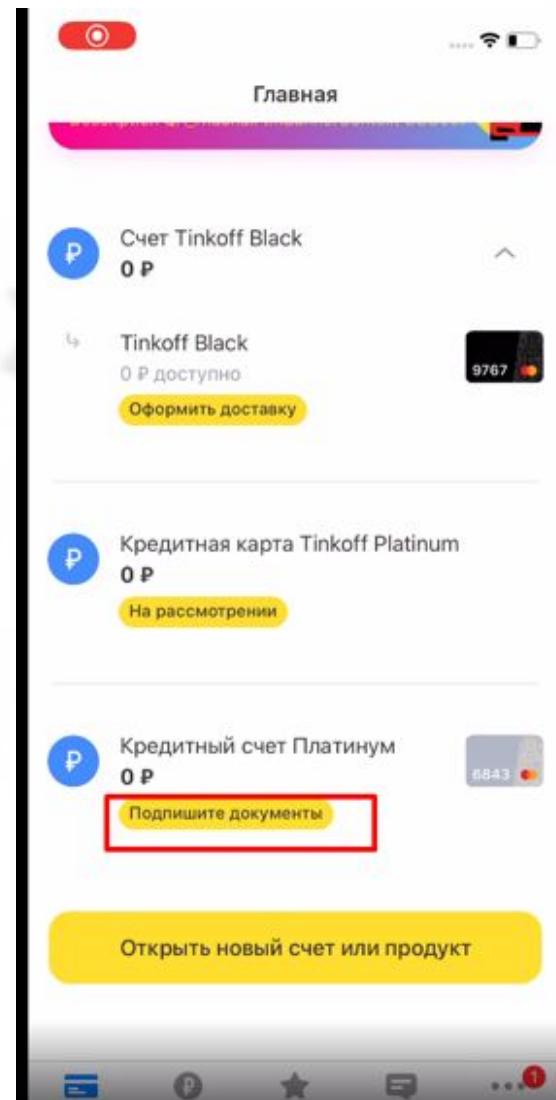 Главная
Счет Tinkoff Black
0 ₽
Tinkoff Black
0 ₽ доступно
9767
Оформить доставку
Кредитная карта Tinkoff Platinum
0 ₽
На рассмотрении
Кредитный счет Платинум
0 ₽
6843
Подпишите документы
Открыть новый счет или продукт
1